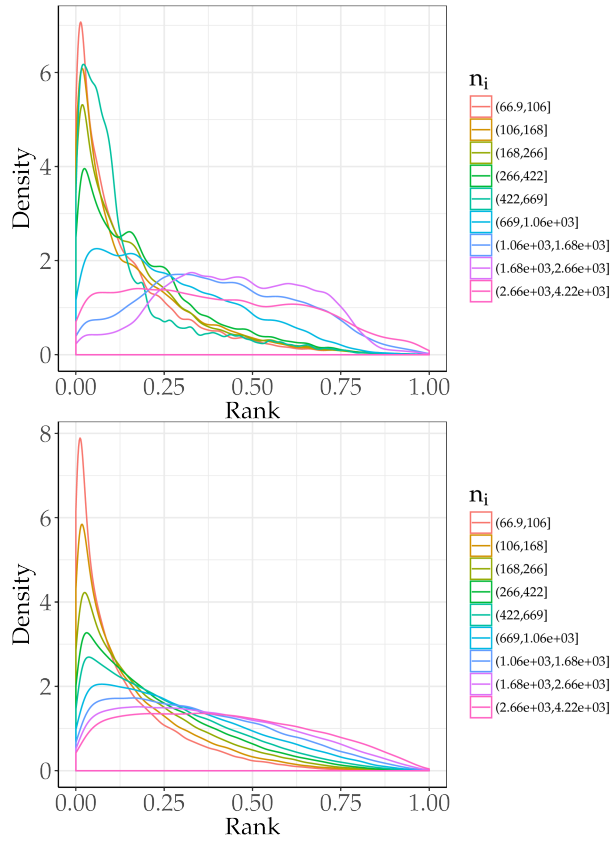 6
4
2
0
Density
0.00 0.25 0.50 0.75 1.00
Rank
n_i
(66.9,106]
(106,168]
(168,266]
(266,422]
(422,669]
(669,1.06e+03]
(1.06e+03,1.68e+03]
(1.68e+03,2.66e+03]
(2.66e+03,4.22e+03]
8
6
4
2
0
Density
0.00 0.25 0.50 0.75 1.00
Rank
n_i
(66.9,106]
(106,168]
(168,266]
(266,422]
(422,669]
(669,1.06e+03]
(1.06e+03,1.68e+03]
(1.68e+03,2.66e+03]
(2.66e+03,4.22e+03]